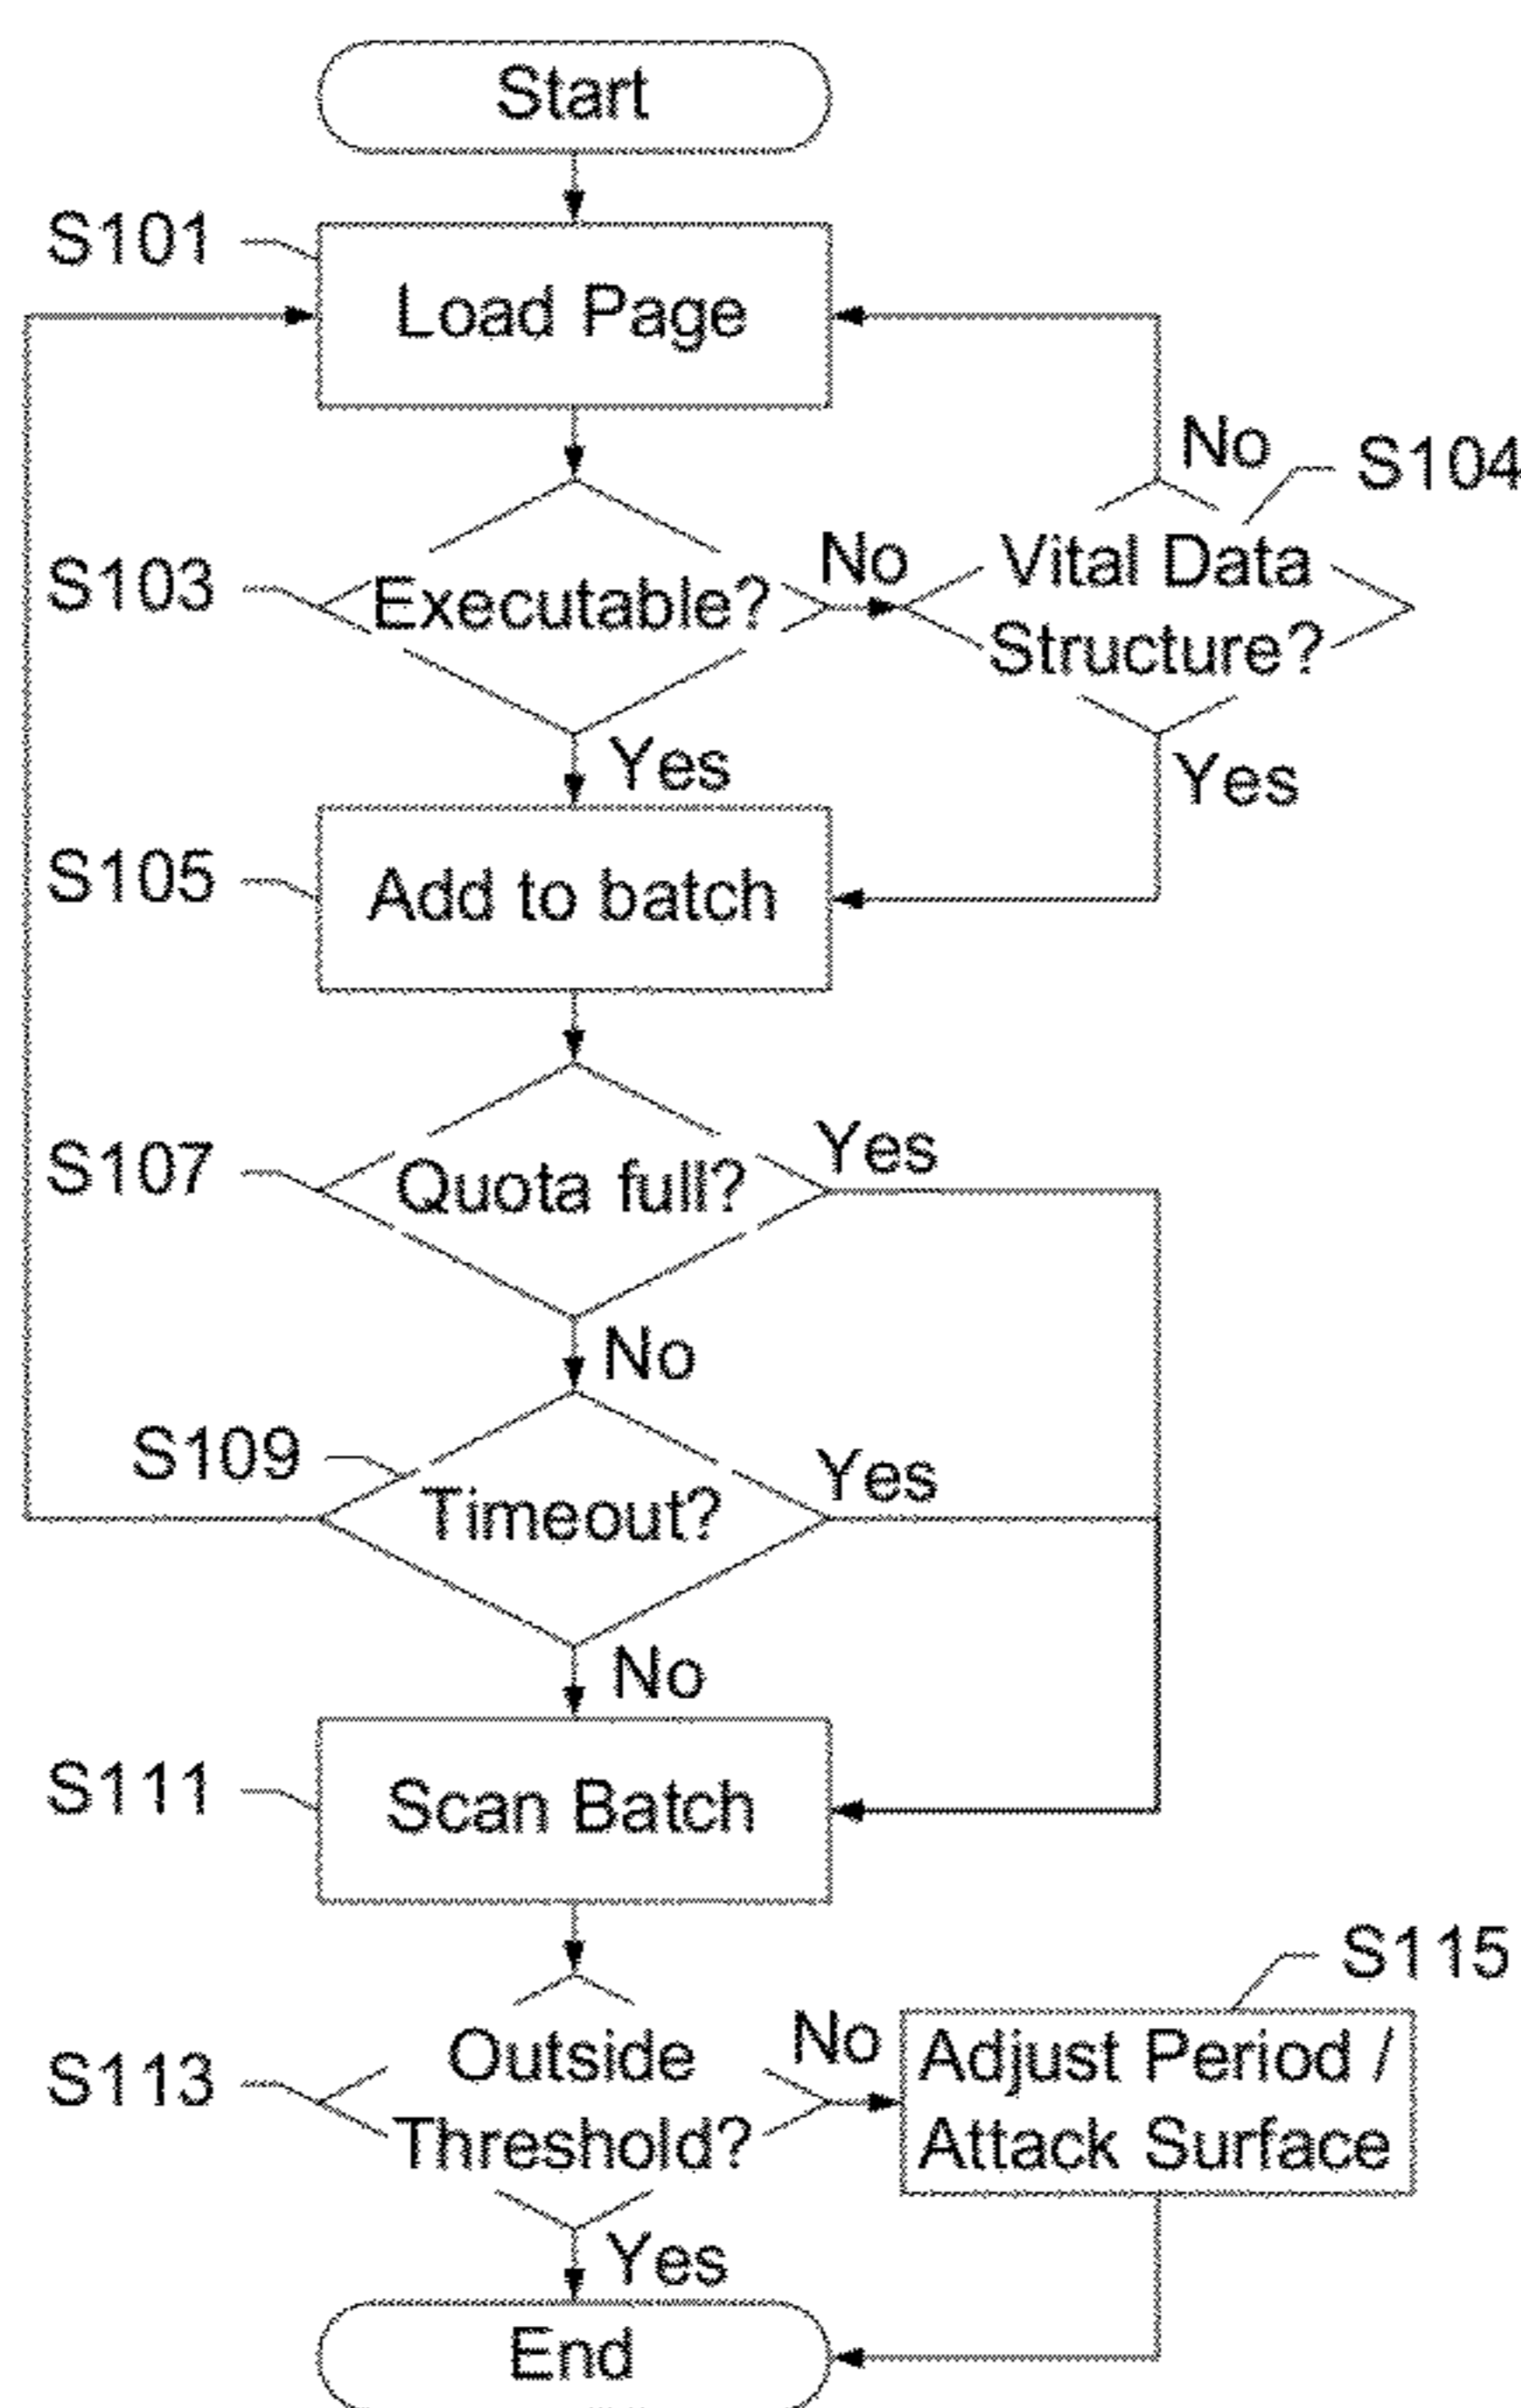 Start
S101
Load Page
No
S104
S103
Executable?
No
Vital Data
Structure?
Yes
Yes
S105
Add to batch
S107
Quota full?
Yes
No
S109
Timeout?
Yes
No
S111
Scan Batch
S115
S113
Outside
Threshold?
No
Adjust Period /
Attack Surface
Yes
End